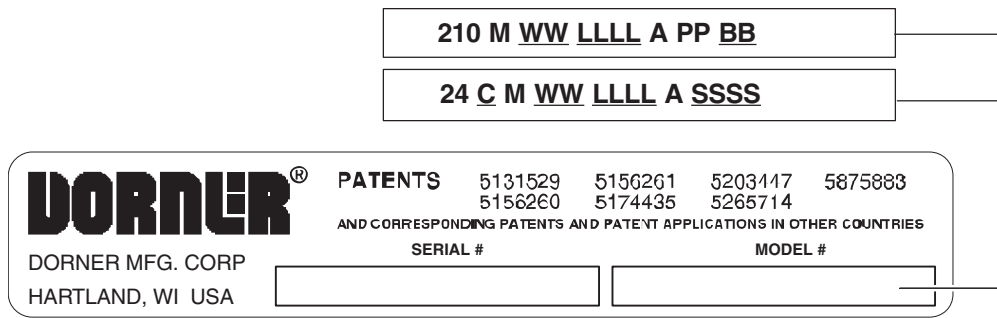 210 M WW LLLL A PP BB
24 C M WW LLLL A SSSS
DORNER®
PATENTS 5131529 5156261 5203447 5875883
5156260 5174435 5265714
AND CORRESPONDING PATENTS AND PATENT APPLICATIONS IN OTHER COUNTRIES
SERIAL # MODEL #
DORNER MFG. CORP
HARTLAND, WI USA